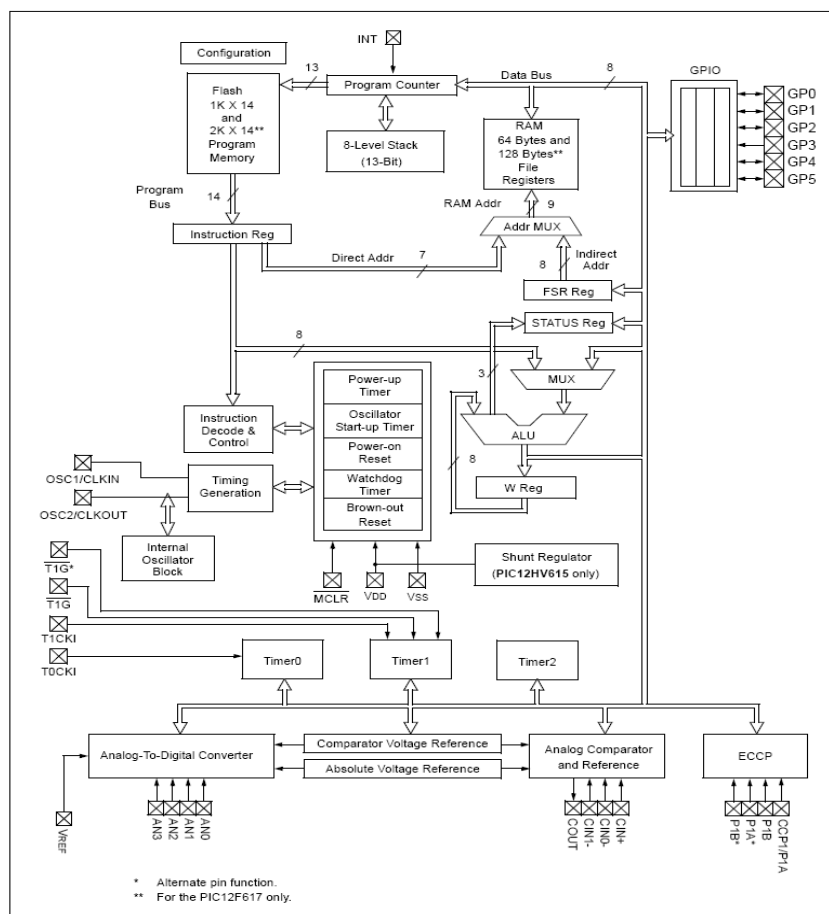 INT
Configuration
13
Program Counter
Data Bus
8
GPIO
Flash
1K X 14
and
2K X 14**
Program
Memory
8-Level Stack
(13-Bit)
RAM
64 Bytes and
128 Bytes**
File
Registers
GP0
GP1
GP2
GP3
GP4
GP5
Program
Bus
14
RAM Addr
9
Addr MUX
Instruction Reg
Direct Addr
7
8
Indirect
Addr
FSR Reg
STATUS Reg
8
3
MUX
Power-up
Timer
Oscillator
Start-up Timer
Power-on
Reset
Watchdog
Timer
Brown-out
Reset
Instruction
Decode &
Control
ALU
8
W Reg
OSC1/CLKIN
OSC2/CLKOUT
Timing
Generation
Internal
Oscillator
Block
T1G*
T1G
T1CKI
T0CKI
MCLR
VDD
VSS
Shunt Regulator
(PIC12HV615 only)
Timer0
Timer1
Timer2
Analog-To-Digital Converter
Comparator Voltage Reference
Absolute Voltage Reference
Analog Comparator
and Reference
ECCP
VREF
AN3
AN2
AN1
AN0
COUT
CIN1-
CIN0-
CIN+
P1B*
P1A*
P1B
CCP1/P1A
* Alternate pin function.
** For the PIC12F617 only.